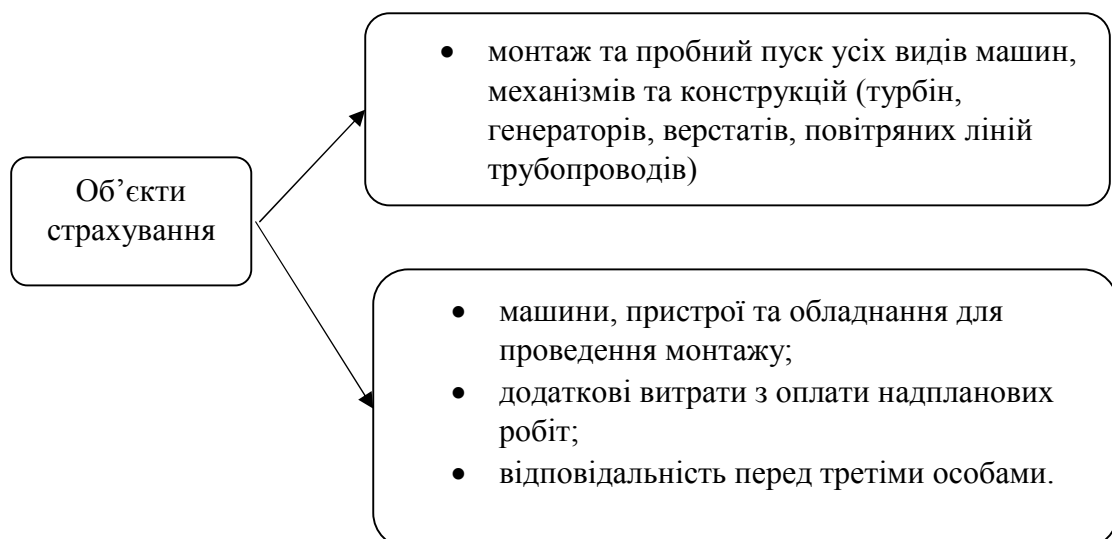 Об’єкти
страхування
• монтаж та пробний пуск усіх видів машин,
механізмів та конструкцій (турбін,
генераторів, верстатів, повітряних ліній
трубопроводів)
• машини, пристрої та обладнання для
проведення монтажу;
• додаткові витрати з оплати надпланових
робіт;
• відповідальність перед третіми особами.